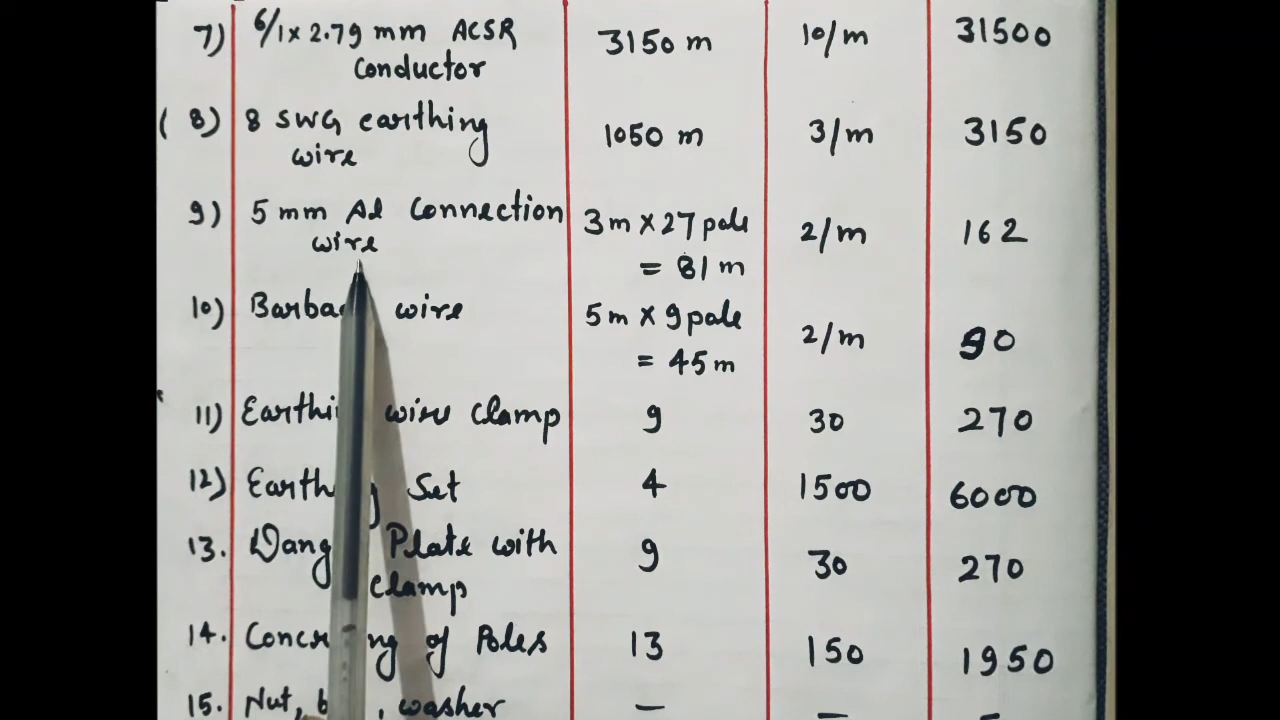 7) 6/1 x 2.79 mm ACSR 3150 m 10/m 31500
Conductor
(8) 8 SWG earthing 1050 m 3/m 3150
wire
9) 5 mm Al Connection 3m x 27 pole 2/m 162
wire = 81 m
10) wire 5m x 9 pole 2/m 90
= 45 m
11) wire Clamp 9 30 270
12) Set 4 1500 6000
13. Plate with 9 30 270
Clamp
14. of Poles 13 150 1950
15. Nut, , washer — — —